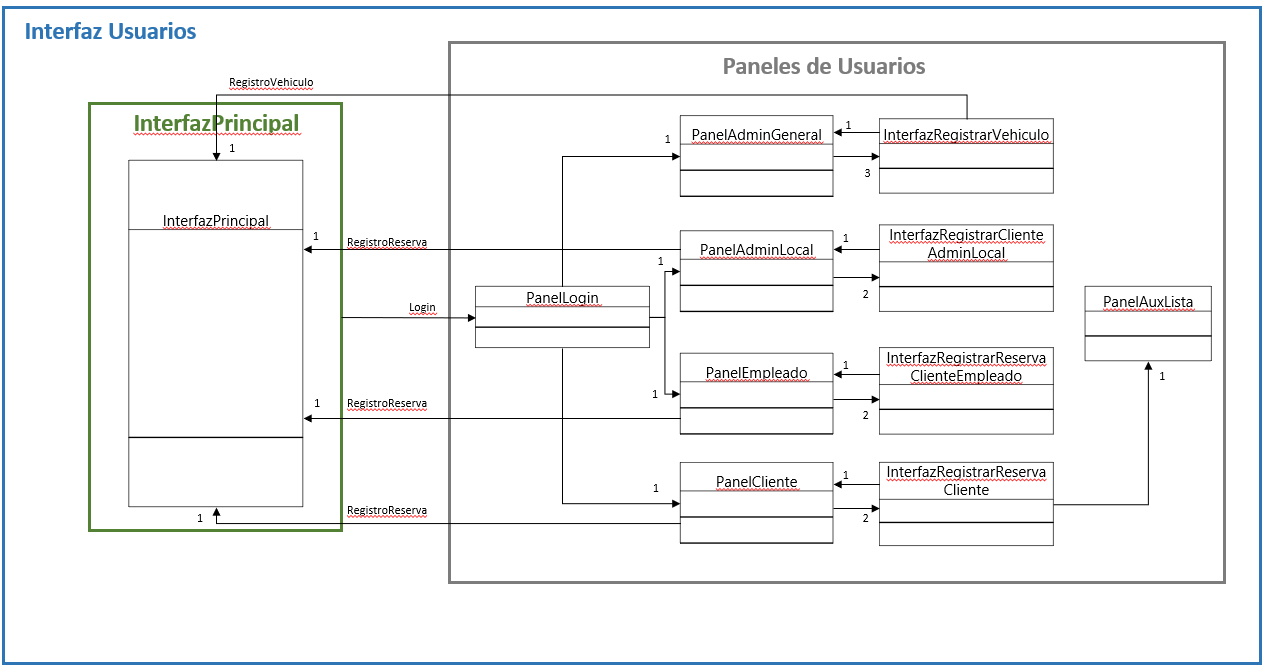 Interfaz Usuarios
Paneles de Usuarios
RegistroVehiculo
InterfazPrincipal
1
InterfazPrincipal
1
RegistroReserva
Login
1
RegistroReserva
1
RegistroReserva
PanelLogin
1
PanelAdminGeneral
1
3
InterfazRegistrarVehiculo
1
PanelAdminLocal
1
2
InterfazRegistrarCliente
AdminLocal
1
PanelEmpleado
1
2
InterfazRegistrarReserva
ClienteEmpleado
1
PanelCliente
1
2
InterfazRegistrarReserva
Cliente
PanelAuxLista
1